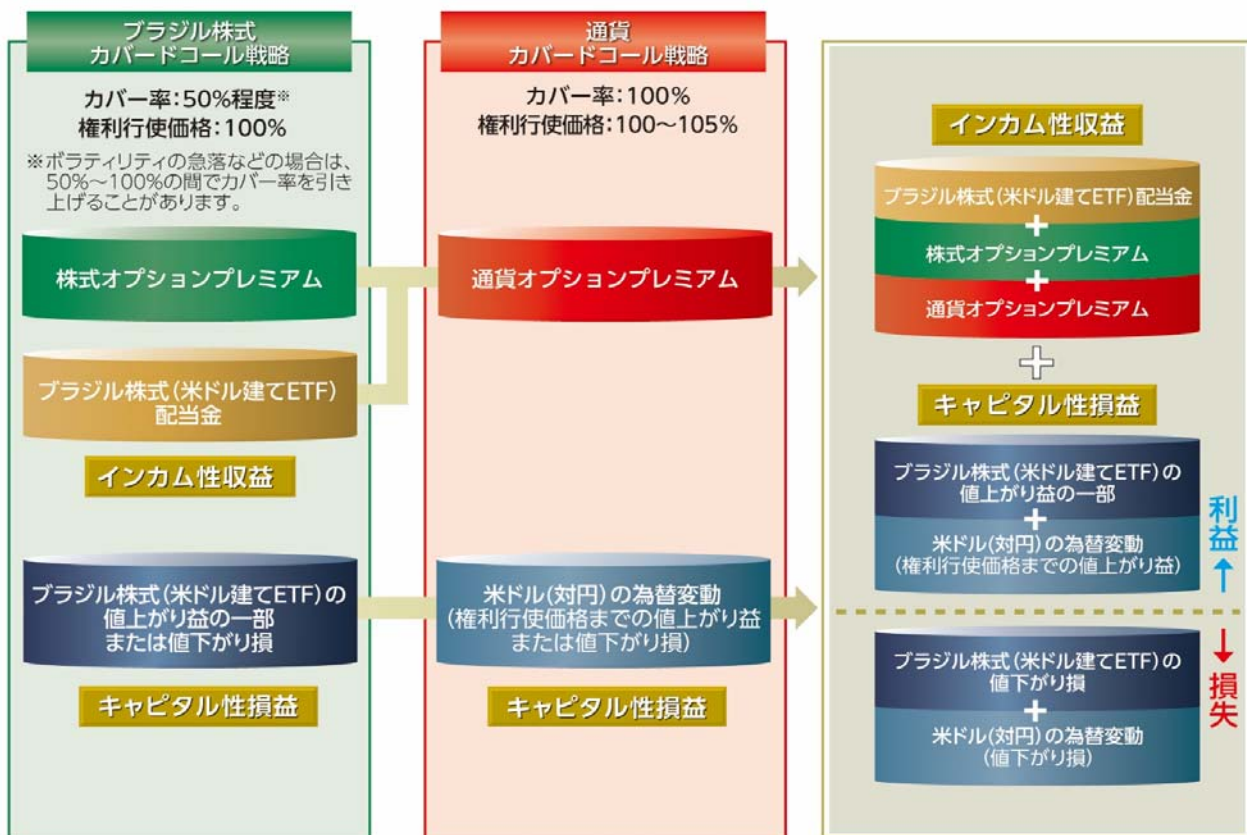 ブラジル株式
カバードコール戦略
カバー率：50％程度※
権利行使価格：100％
※ボラティリティの急落などの場合は、
50％～100％の間でカバー率を引き
上げることがあります。
株式オプションプレミアム
ブラジル株式（米ドル建てETF）
配当金
インカム性収益
ブラジル株式（米ドル建てETF）の
値上がり益の一部
または値下がり損
キャピタル性損益
通貨
カバードコール戦略
カバー率：100％
権利行使価格：100～105％
通貨オプションプレミアム
米ドル（対円）の為替変動
（権利行使価格までの値上がり益
または値下がり損）
キャピタル性損益
インカム性収益
ブラジル株式（米ドル建てETF）配当金
+
株式オプションプレミアム
+
通貨オプションプレミアム
+
キャピタル性損益
ブラジル株式（米ドル建てETF）の
値上がり益の一部
+
米ドル（対円）の為替変動
（権利行使価格までの値上がり益）
利益↑
ブラジル株式（米ドル建てETF）の
値下がり損
+
米ドル（対円）の為替変動
（値下がり損）
↓損失